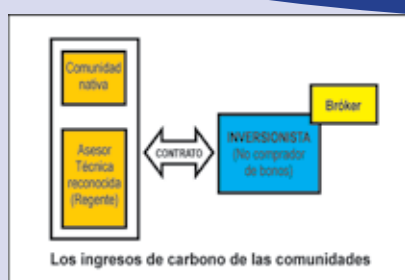 Comunidad
nativa
Asesor
Técnica
reconocida
(Regente)
CONTRATO
Bróker
INVERSIONISTA
(No comprador
de bonos)
Los ingresos de carbono de las comunidades